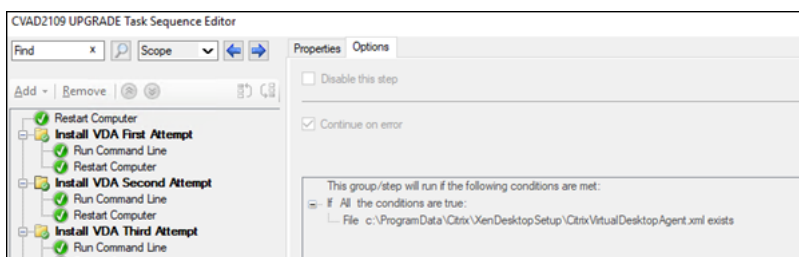 CVAD2109 UPGRADE Task Sequence Editor
Find x Scope
Properties Options
Add Remove
Disable this step
Continue on error
Restart Computer
Install VDA First Attempt
Run Command Line
Restart Computer
Install VDA Second Attempt
Run Command Line
Restart Computer
Install VDA Third Attempt
Run Command Line
This group/step will run if the following conditions are met:
If All the conditions are true:
File c:\ProgramData\Citrix\XenDesktopSetup\CitrixVirtualDesktopAgent.xml exists